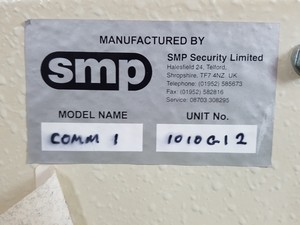 MANUFACTURED BY
smp
SMP Security Limited
Halesfield 24, Telford,
Shropshire. TF7 4NZ. UK
Telephone: (01952) 585673
Fax: (01952) 582816
Service: 08703 308295
MODEL NAME
UNIT No.
COMM 1
1010G12